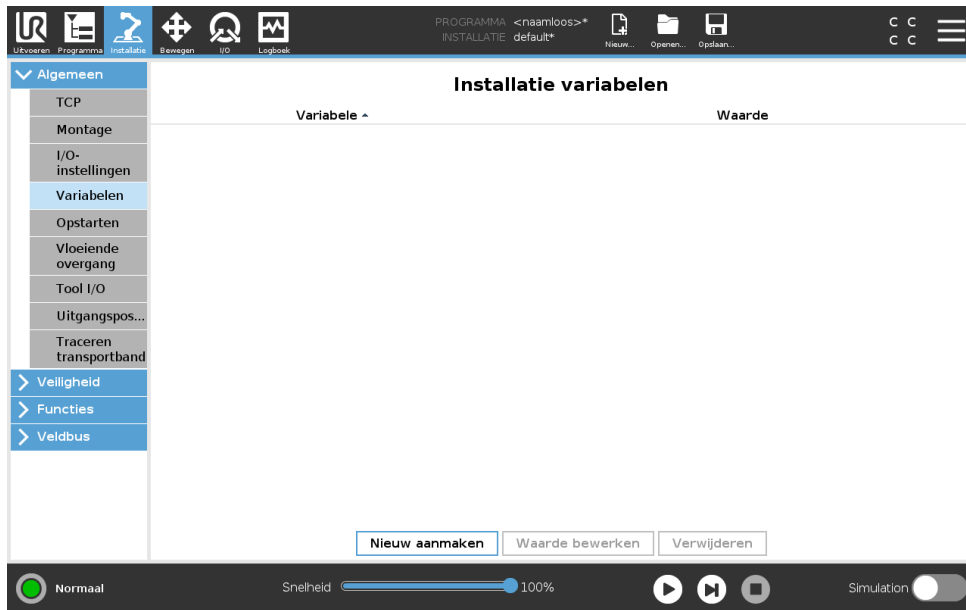 UR
PROGRAMMA <naamloos>*
INSTALLATIE default*
Uitvoeren Programma Installatie Bewegen I/O Logboek Nieuw... Openen... Opslaan...
C C
C C
Algemeen
TCP
Montage
I/O-
instellingen
Variabelen
Opstarten
Vloeiende
overgang
Tool I/O
Uitgangspos...
Traceren
transportband
Veiligheid
Functies
Veldbus
Installatie variabelen
Variabele Waarde
Nieuw aanmaken Waarde bewerken Verwijderen
Normaal Snelheid 100% Simulation